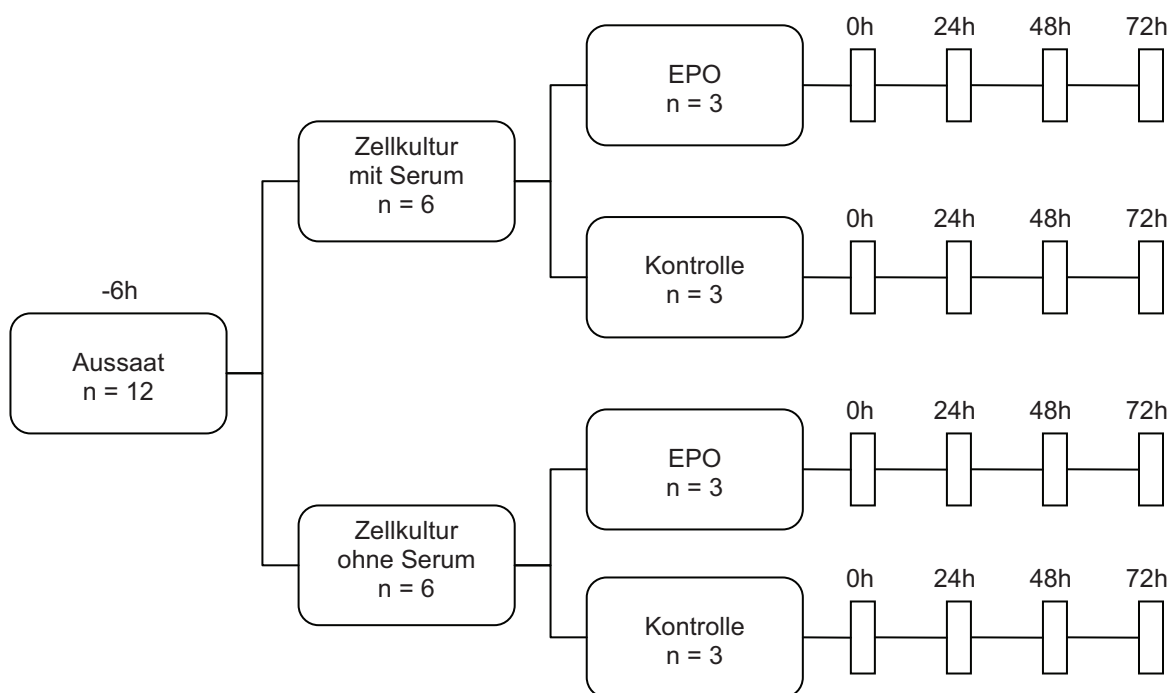 0h 24h 48h 72h
EPO
n = 3
Zellkultur
mit Serum
n = 6
0h 24h 48h 72h
Kontrolle
n = 3
-6h
Aussaat
n = 12
0h 24h 48h 72h
EPO
n = 3
Zellkultur
ohne Serum
n = 6
0h 24h 48h 72h
Kontrolle
n = 3